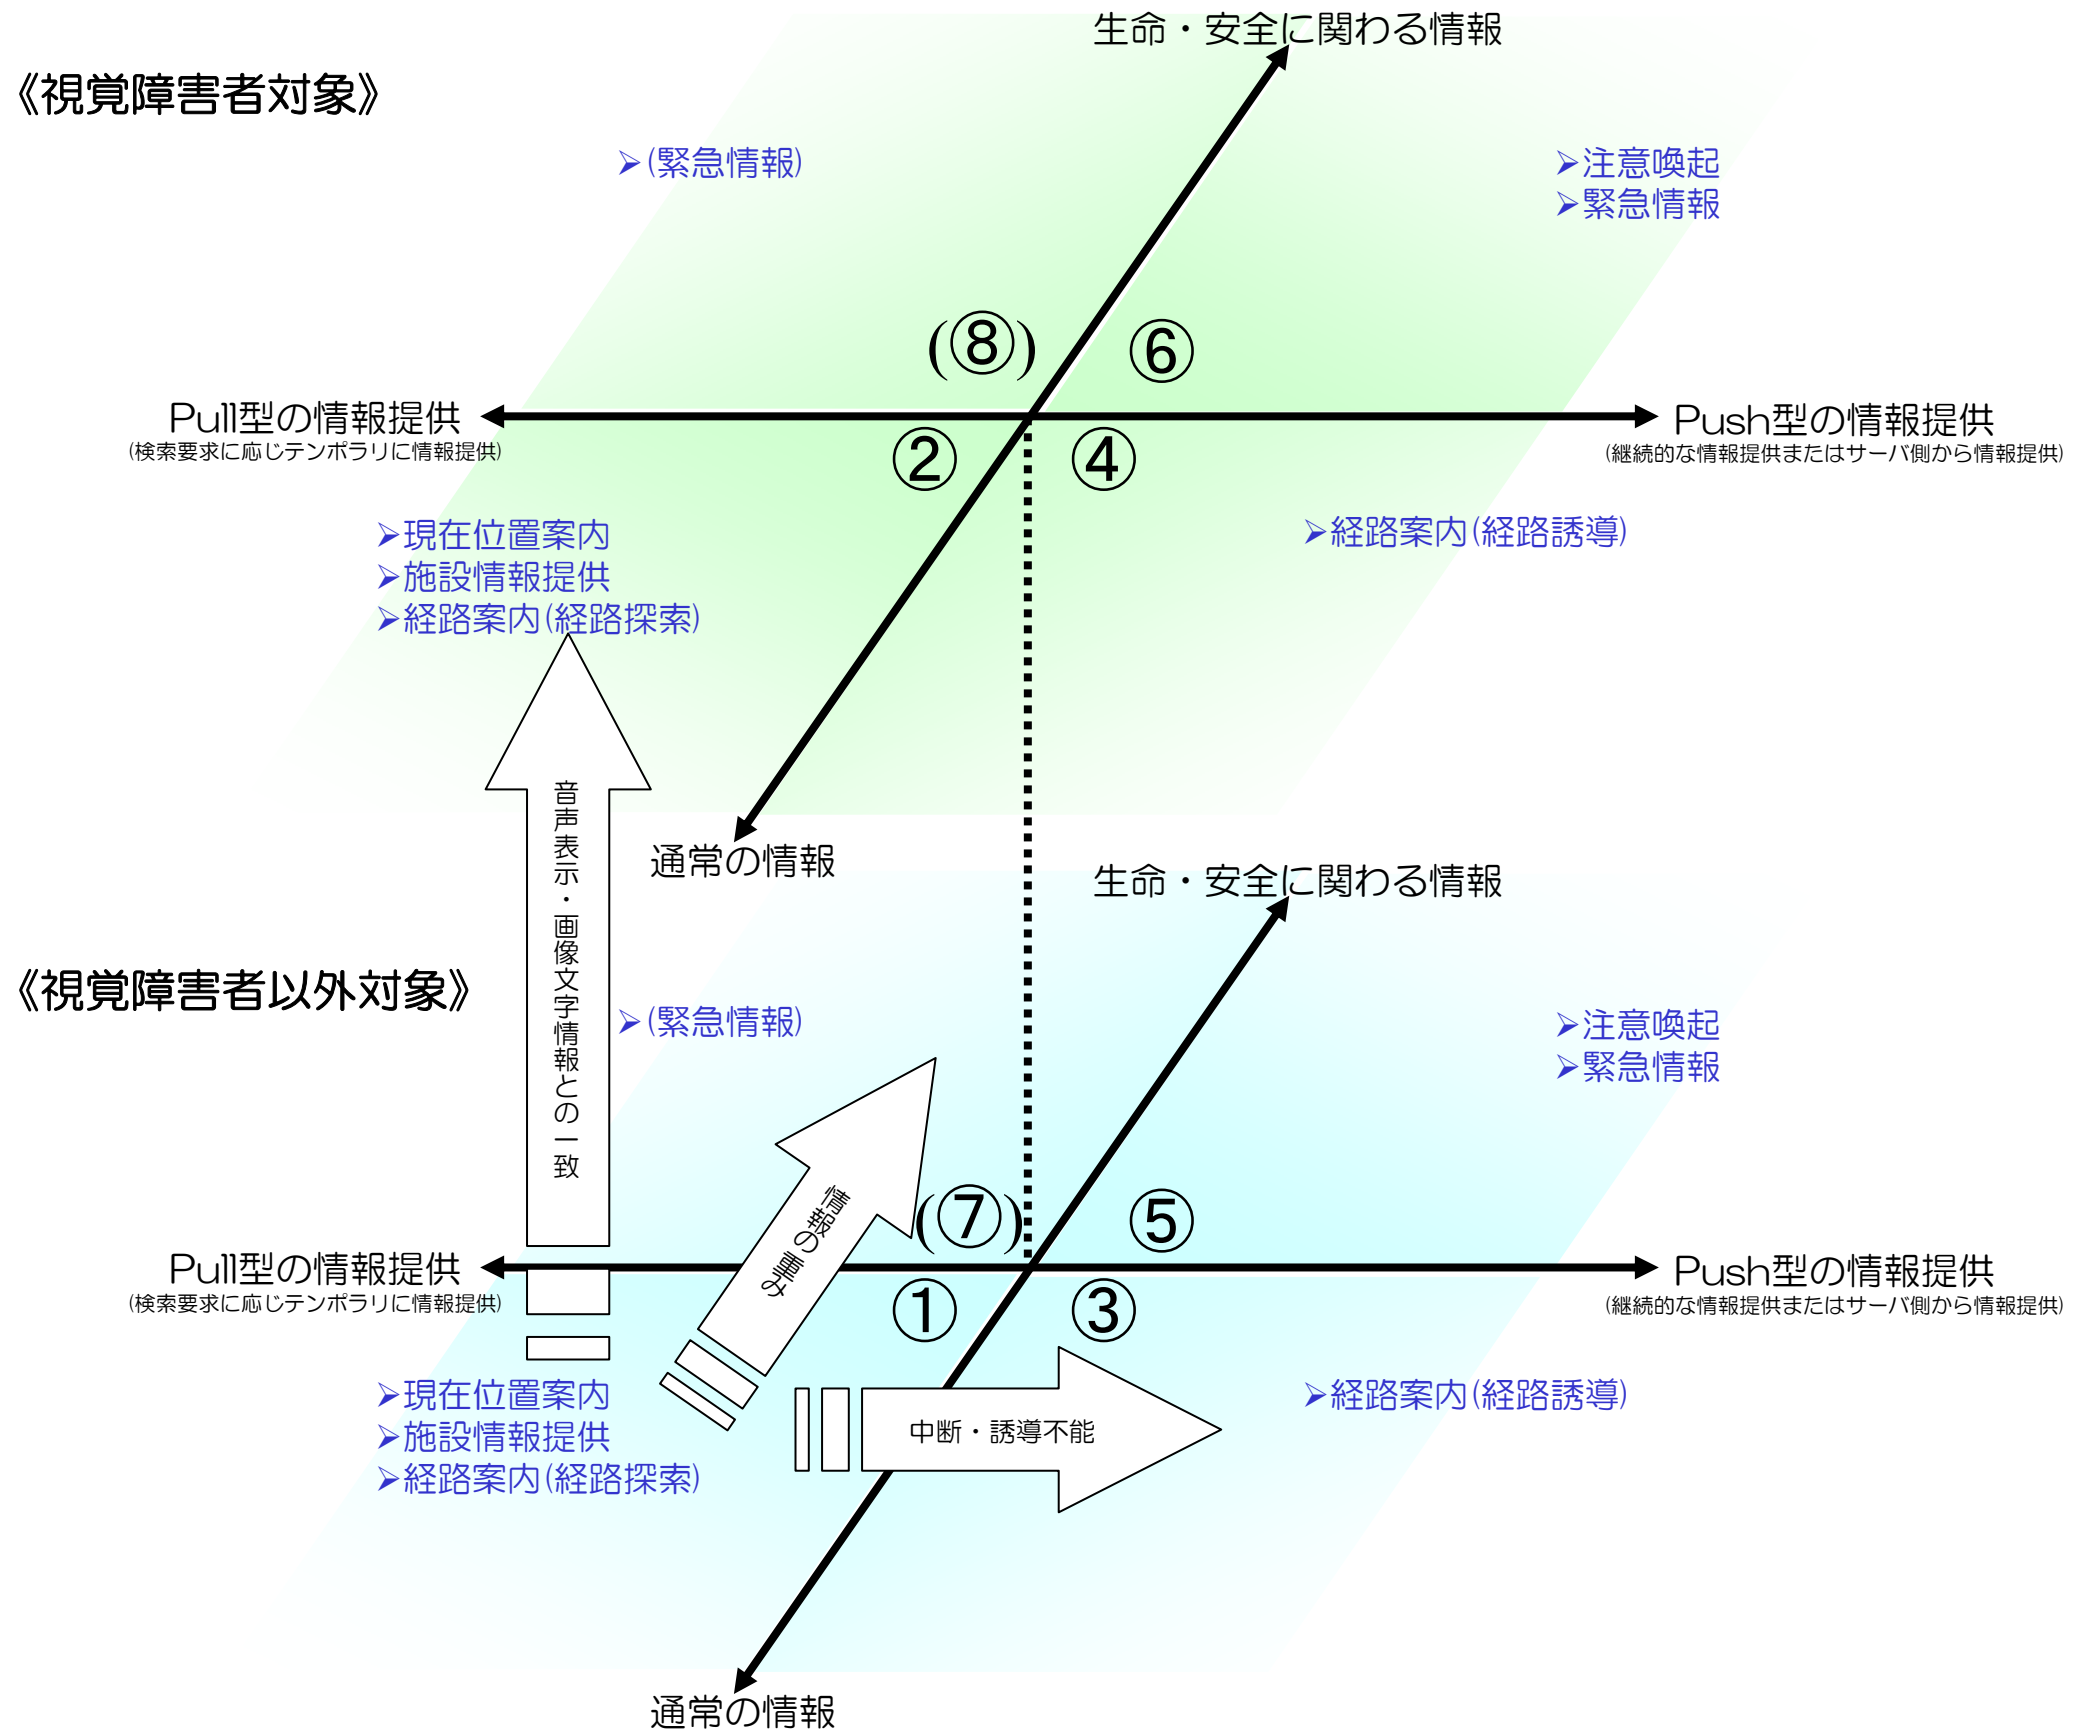 生命・安全に関わる情報
《視覚障害者対象》
➢(緊急情報)
➢注意喚起
➢緊急情報
(⑧)
⑥
Pull型の情報提供
(検索要求に応じテンポラリに情報提供)
Push型の情報提供
(継続的な情報提供またはサーバ側から情報提供)
②
④
➢現在位置案内
➢施設情報提供
➢経路案内(経路探索)
➢経路案内(経路誘導)
音声表示・画像文字情報との一致
通常の情報
生命・安全に関わる情報
《視覚障害者以外対象》
➢(緊急情報)
➢注意喚起
➢緊急情報
情報の重み
(⑦)
⑤
Pull型の情報提供
(検索要求に応じテンポラリに情報提供)
Push型の情報提供
(継続的な情報提供またはサーバ側から情報提供)
①
③
➢現在位置案内
➢施設情報提供
➢経路案内(経路探索)
中断・誘導不能
➢経路案内(経路誘導)
通常の情報